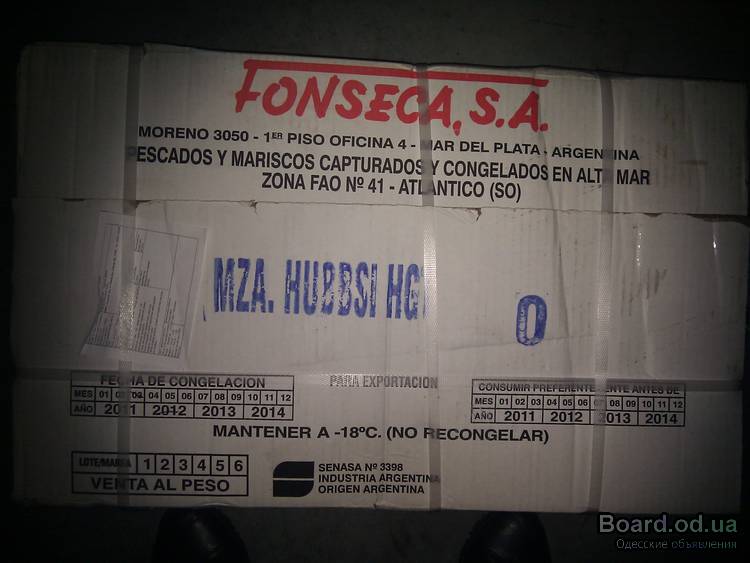 FONSECA, S.A.
MORENO 3050 - 1ER PISO OFICINA 4 - MAR DEL PLATA - ARGENTINA
PESCADOS Y MARISCOS CAPTURADOS Y CONGELADOS EN ALTA MAR
ZONA FAO Nº 41 - ATLANTICO (SO)
MZA. HUBBSI HGT
0
FECHA DE CONGELACION
MES 01 02 03 04 05 06 07 08 09 10 11 12
AÑO 2011 2012 2013 2014
PARA EXPORTACION
CONSUMIR PREFERENTEMENTE ANTES DE
MES 01 02 03 04 05 06 07 08 09 10 11 12
AÑO 2011 2012 2013 2014
MANTENER A -18ºC. (NO RECONGELAR)
LOTE/MAREA 1 2 3 4 5 6
VENTA AL PESO
SENASA Nº 3398
INDUSTRIA ARGENTINA
ORIGEN ARGENTINA
Board.od.ua
Одесские объявления